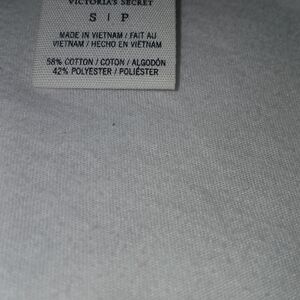 VICTORIA'S SECRET
S | P
MADE IN VIETNAM / FAIT AU
VIETNAM / HECHO EN VIETNAM
58% COTTON / COTON / ALGODÓN
42% POLYESTER / POLIÉSTER